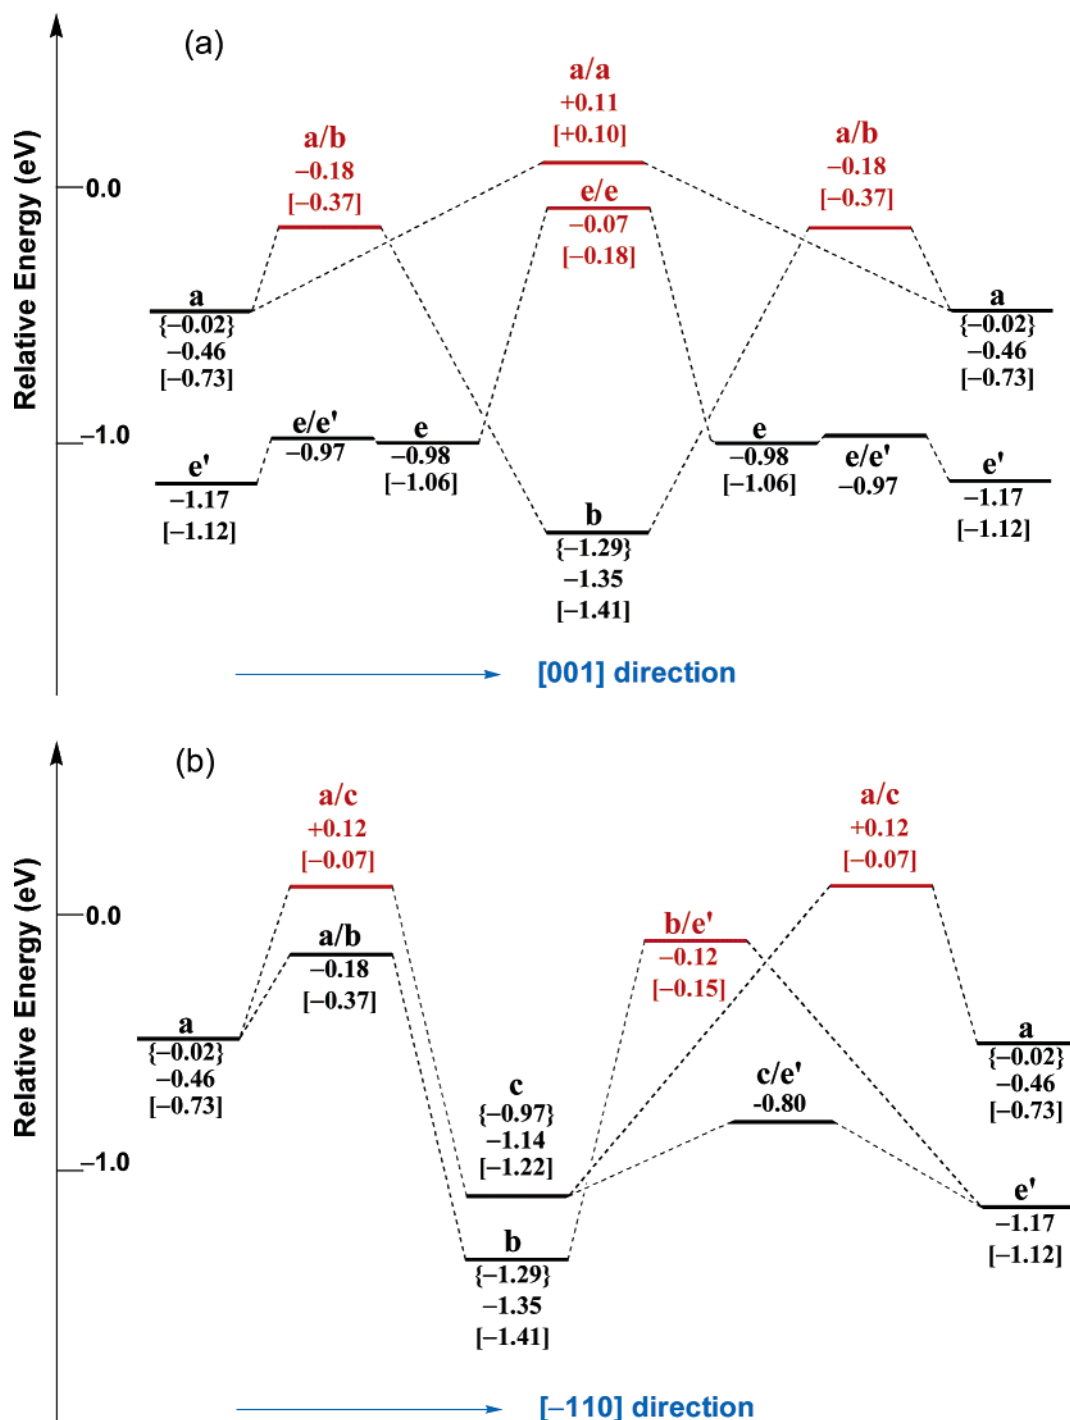 (a)
Relative Energy (eV)
0.0
−1.0
a/a
+0.11
[+0.10]
a/b
−0.18
[−0.37]
a/b
−0.18
[−0.37]
e/e
−0.07
[−0.18]
a
{−0.02}
−0.46
[−0.73]
a
{−0.02}
−0.46
[−0.73]
e/e'
−0.97
e
−0.98
[−1.06]
e
−0.98
[−1.06]
e/e'
−0.97
e'
−1.17
[−1.12]
e'
−1.17
[−1.12]
b
{−1.29}
−1.35
[−1.41]
[001] direction
(b)
Relative Energy (eV)
0.0
−1.0
a/c
+0.12
[−0.07]
a/c
+0.12
[−0.07]
a/b
−0.18
[−0.37]
b/e'
−0.12
[−0.15]
a
{−0.02}
−0.46
[−0.73]
a
{−0.02}
−0.46
[−0.73]
c
{−0.97}
−1.14
[−1.22]
c/e'
-0.80
b
{−1.29}
−1.35
[−1.41]
e'
−1.17
[−1.12]
[−110] direction